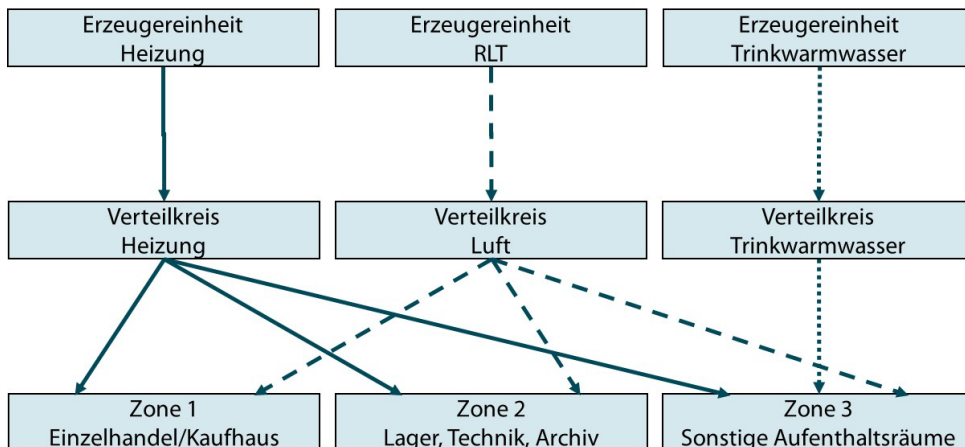 Erzeugereinheit
Heizung
Erzeugereinheit
RLT
Erzeugereinheit
Trinkwarmwasser
Verteilkreis
Heizung
Verteilkreis
Luft
Verteilkreis
Trinkwarmwasser
Zone 1
Einzelhandel/Kaufhaus
Zone 2
Lager, Technik, Archiv
Zone 3
Sonstige Aufenthaltsräume